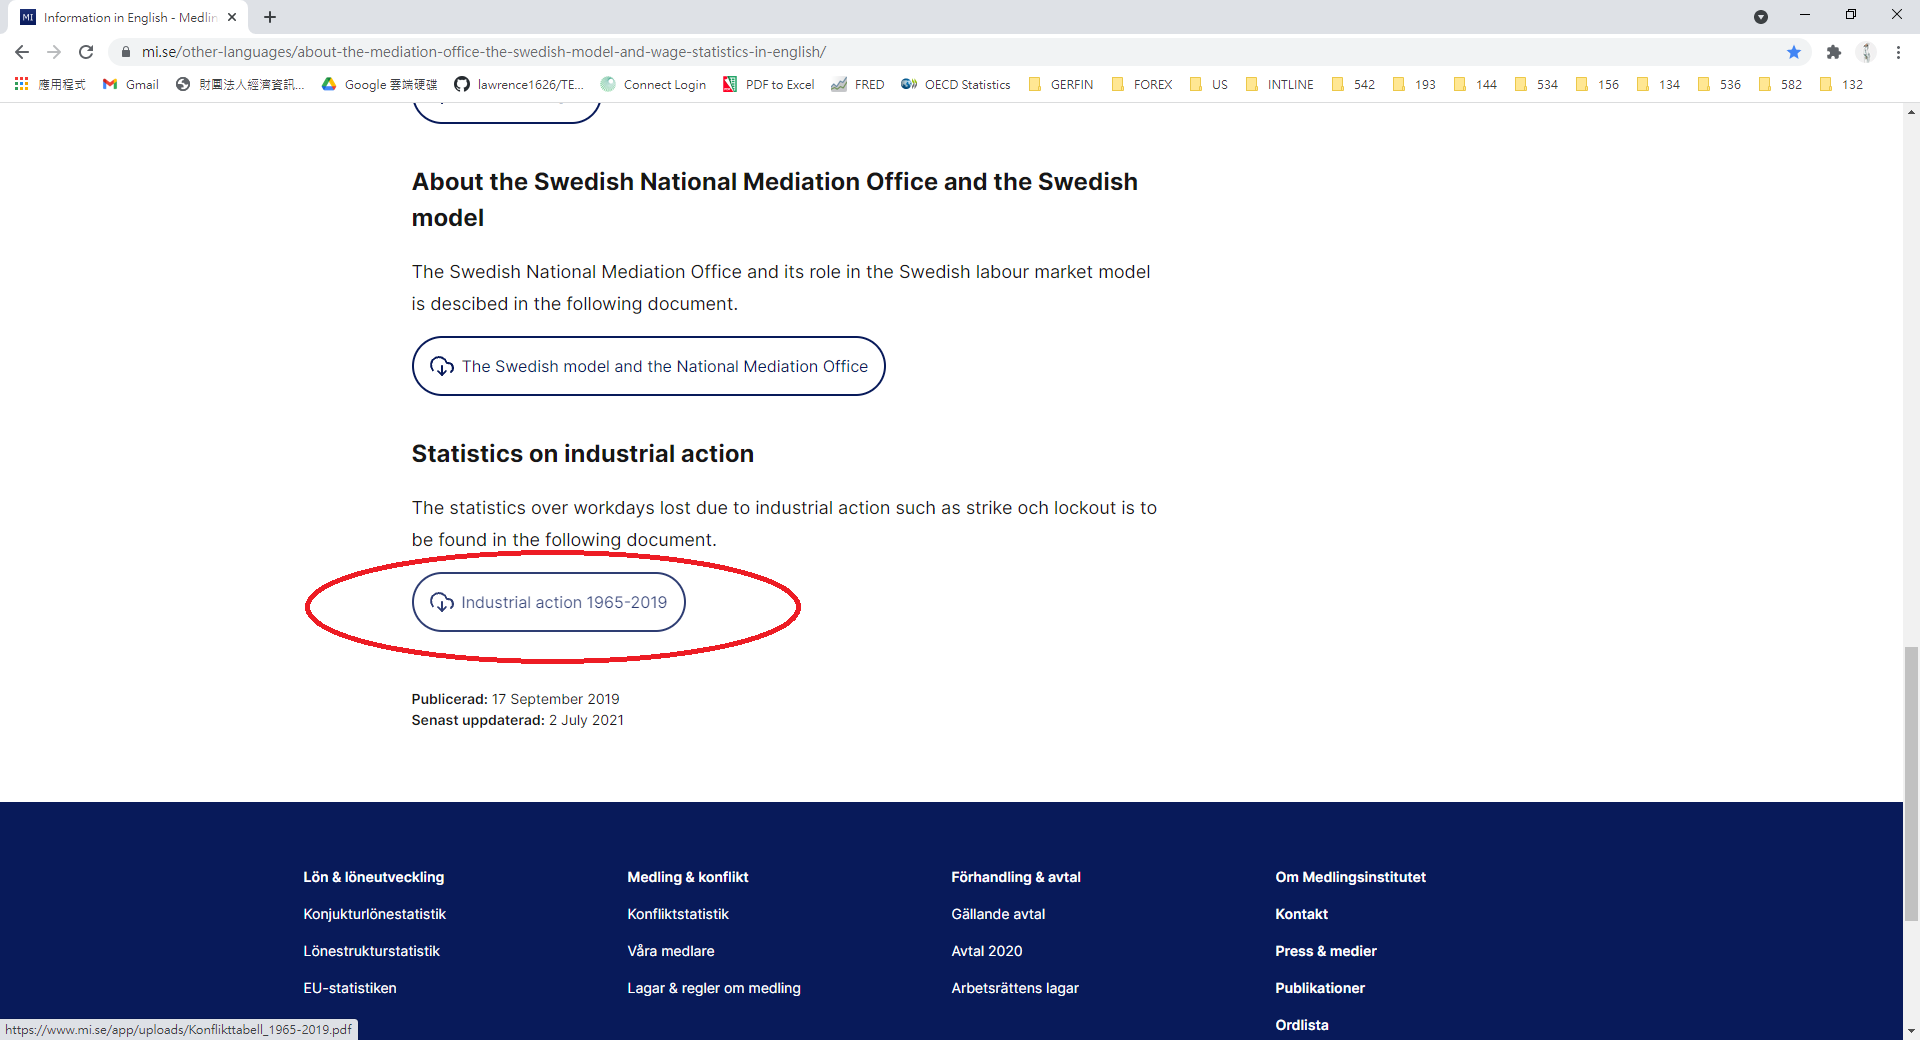 MI Information in English - Medlin
mi.se/other-languages/about-the-mediation-office-the-swedish-model-and-wage-statistics-in-english/
應用程式 Gmail 財團法人經濟資訊... Google 雲端硬碟 lawrence1626/TE... Connect Login PDF to Excel FRED OECD Statistics GERFIN FOREX US INTLINE 542 193 144 534 156 134 536 582 132
About the Swedish National Mediation Office and the Swedish
model
The Swedish National Mediation Office and its role in the Swedish labour market model
is descibed in the following document.
The Swedish model and the National Mediation Office
Statistics on industrial action
The statistics over workdays lost due to industrial action such as strike och lockout is to
be found in the following document.
Industrial action 1965-2019
Publicerad: 17 September 2019
Senast uppdaterad: 2 July 2021
Lön & löneutveckling
Konjukturlönestatistik
Lönestrukturstatistik
EU-statistiken
Medling & konflikt
Konfliktstatistik
Våra medlare
Lagar & regler om medling
Förhandling & avtal
Gällande avtal
Avtal 2020
Arbetsrättens lagar
Om Medlingsinstitutet
Kontakt
Press & medier
Publikationer
Ordlista
https://www.mi.se/app/uploads/Konflikttabell_1965-2019.pdf